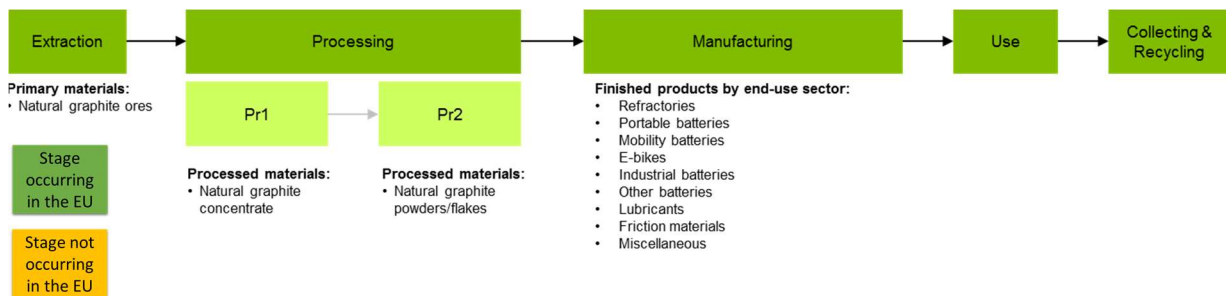 Extraction
Processing
Manufacturing
Use
Collecting &
Recycling
Primary materials:
• Natural graphite ores
Pr1
Pr2
Finished products by end-use sector:
• Refractories
• Portable batteries
• Mobility batteries
• E-bikes
• Industrial batteries
• Other batteries
• Lubricants
• Friction materials
• Miscellaneous
Processed materials:
• Natural graphite
concentrate
Processed materials:
• Natural graphite
powders/flakes
Stage
occurring
in the EU
Stage not
occurring
in the EU